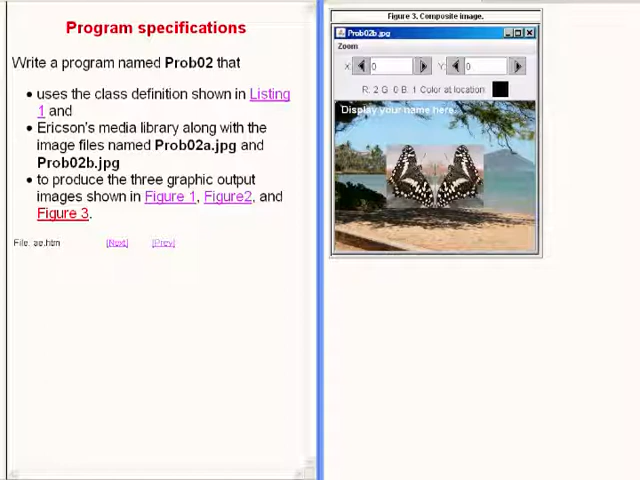 Program specifications
Write a program named Prob02 that
uses the class definition shown in Listing
1 and
Ericson's media library along with the
image files named Prob02a.jpg and
Prob02b.jpg
to produce the three graphic output
images shown in Figure 1, Figure2, and
Figure 3.
File: ae.htm [Next] [Prev]
Figure 3. Composite image.
Prob02b.jpg
Zoom
X: 0 Y: 0
R: 2 G: 0 B: 1 Color at location:
Display your name here.